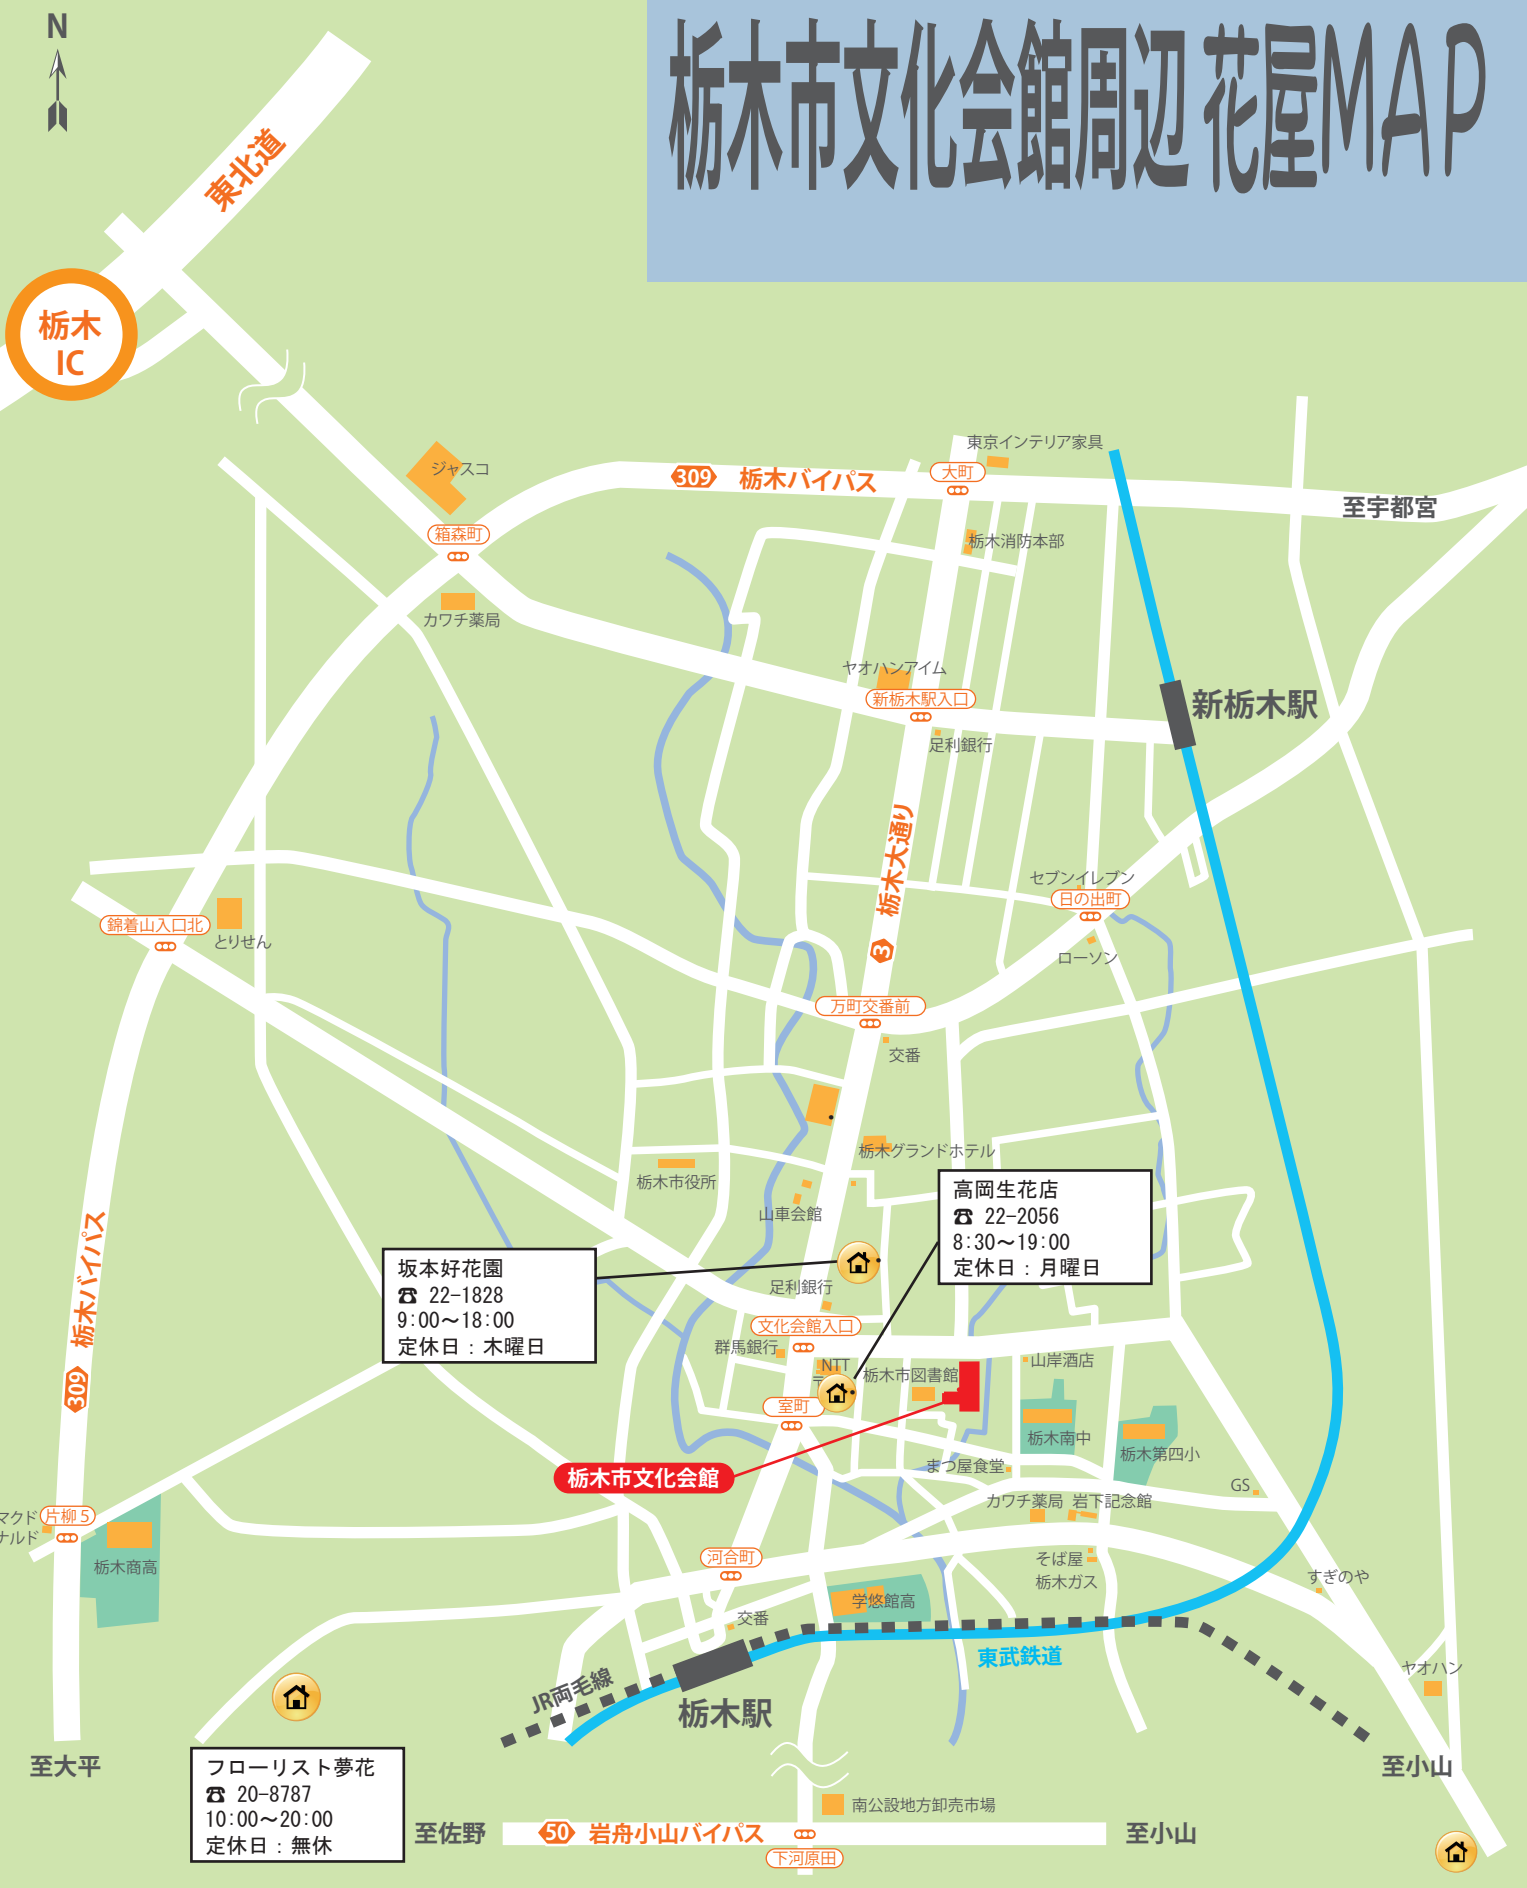 N
栃木市文化会館周辺 花屋MAP
東北道
栃木
IC
ジャスコ
309 栃木バイパス
大町
東京インテリア家具
至宇都宮
箱森町
栃木消防本部
カワチ薬局
ヤオハンアイム
新栃木駅入口
新栃木駅
足利銀行
栃木大通り
3
セブンイレブン
日の出町
ローソン
錦着山入口北
とりせん
万町交番前
交番
栃木グランドホテル
栃木市役所
山車会館
高岡生花店
☎ 22-2056
8:30～19:00
定休日：月曜日
坂本好花園
☎ 22-1828
9:00～18:00
定休日：木曜日
足利銀行
文化会館入口
群馬銀行
NTT
〒
栃木市図書館
山岸酒店
室町
栃木南中
栃木第四小
栃木市文化会館
まつ屋食堂
GS
カワチ薬局
岩下記念館
309 栃木バイパス
マクド
ナルド
片柳 5
栃木商高
河合町
そば屋
栃木ガス
すぎのや
学悠館高
交番
東武鉄道
JR両毛線
栃木駅
ヤオハン
至大平
フローリスト夢花
☎ 20-8787
10:00～20:00
定休日：無休
至小山
南公設地方卸売市場
至佐野
50 岩舟小山バイパス
至小山
下河原田